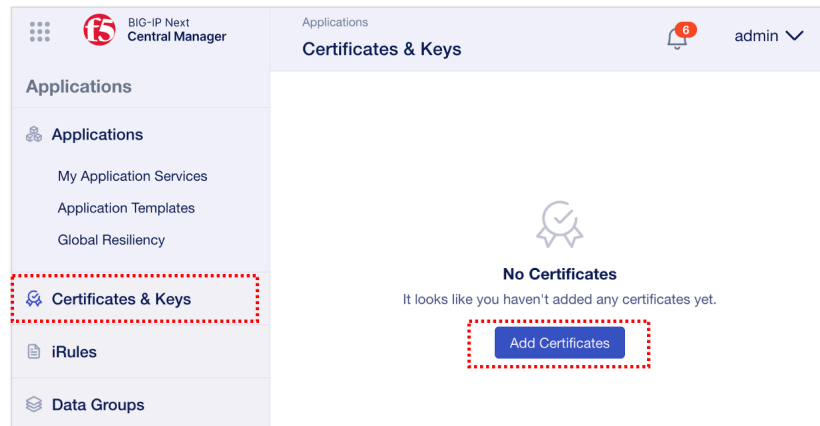 f5
BIG-IP Next
Central Manager
Applications
Certificates & Keys
6
admin
Applications
Applications
My Application Services
Application Templates
Global Resiliency
Certificates & Keys
iRules
Data Groups
No Certificates
It looks like you haven't added any certificates yet.
Add Certificates